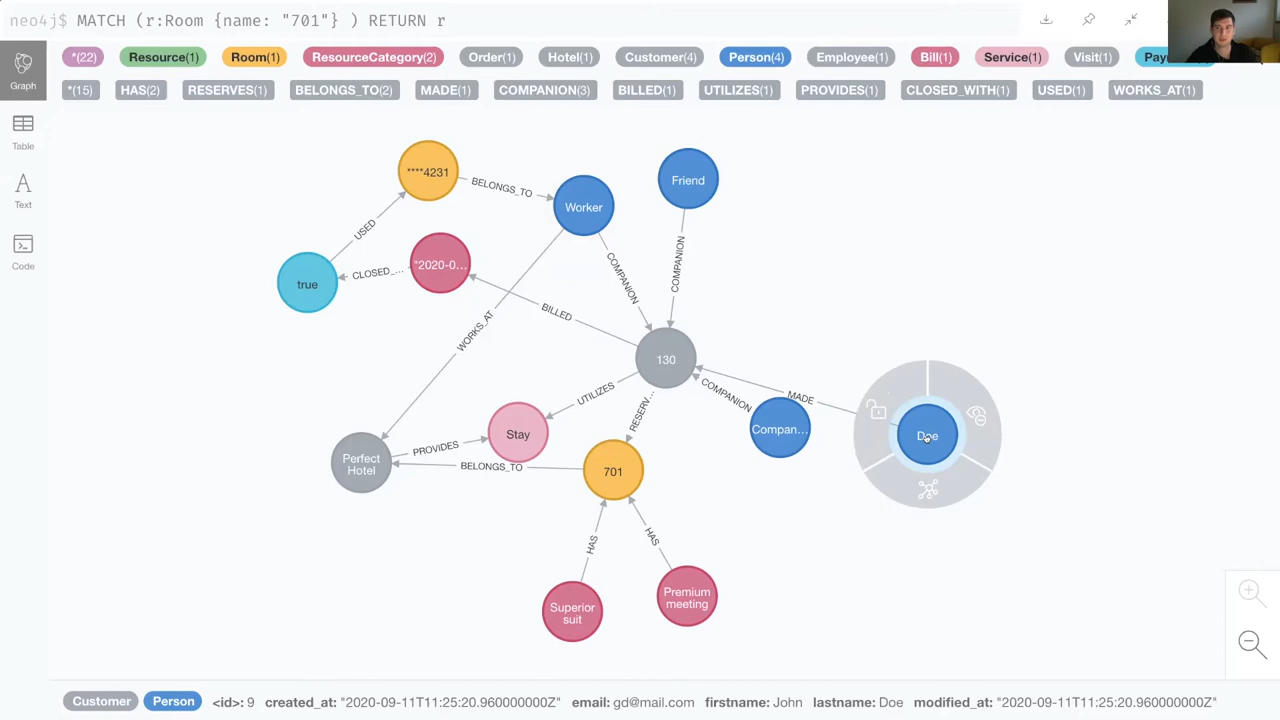 neo4j$ MATCH (r:Room {name: "701"} ) RETURN r
*(22) Resource(1) Room(1) ResourceCategory(2) Order(1) Hotel(1) Customer(4) Person(4) Employee(1) Bill(1) Service(1) Visit(1)
Graph
*(15) HAS(2) RESERVES(1) BELONGS_TO(2) MADE(1) COMPANION(3) BILLED(1) UTILIZES(1) PROVIDES(1) CLOSED_WITH(1) USED(1) WORKS_AT(1)
Table
Text
Code
****4231
BELONGS_TO
Worker
Friend
USED
COMPANION
COMPANION
"2020-0...
CLOSED_...
true
BILLED
WORKS_AT
130
MADE
COMPANION
UTILIZES
RESERV...
Compan...
Doe
Stay
PROVIDES
Perfect
Hotel
BELONGS_TO
701
HAS
HAS
Superior
suit
Premium
meeting
Customer Person <id>: 9 created_at: "2020-09-11T11:25:20.960000000Z" email: gd@mail.com firstname: John lastname: Doe modified_at: "2020-09-11T11:25:20.960000000Z"